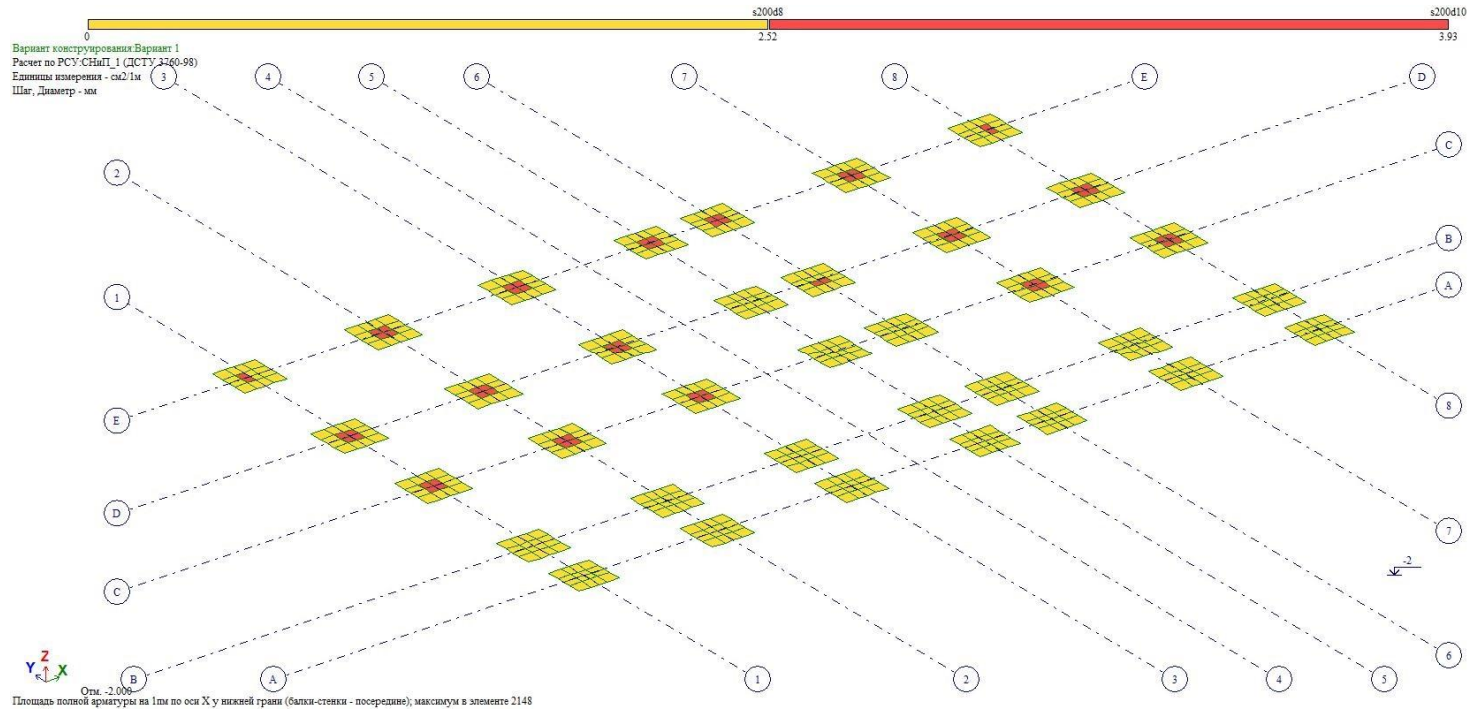 s200d8 s200d10
0 2.52 3.93
Вариант конструирования:Вариант 1
Расчет по РСУ:СНиП_1 (ДСТУ 3760-98)
Единицы измерения - см2/1м
Шаг, Диаметр - мм
3 4 5 6 7 8 E D
C
2
B
A
1
8
E
D
7
-2
C
6
Z
Y X
B A 1 2 3 4 5
Отм. -2.000
Площадь полной арматуры на 1пм по оси X у нижней грани (балки-стенки - посередине); максимум в элементе 2148